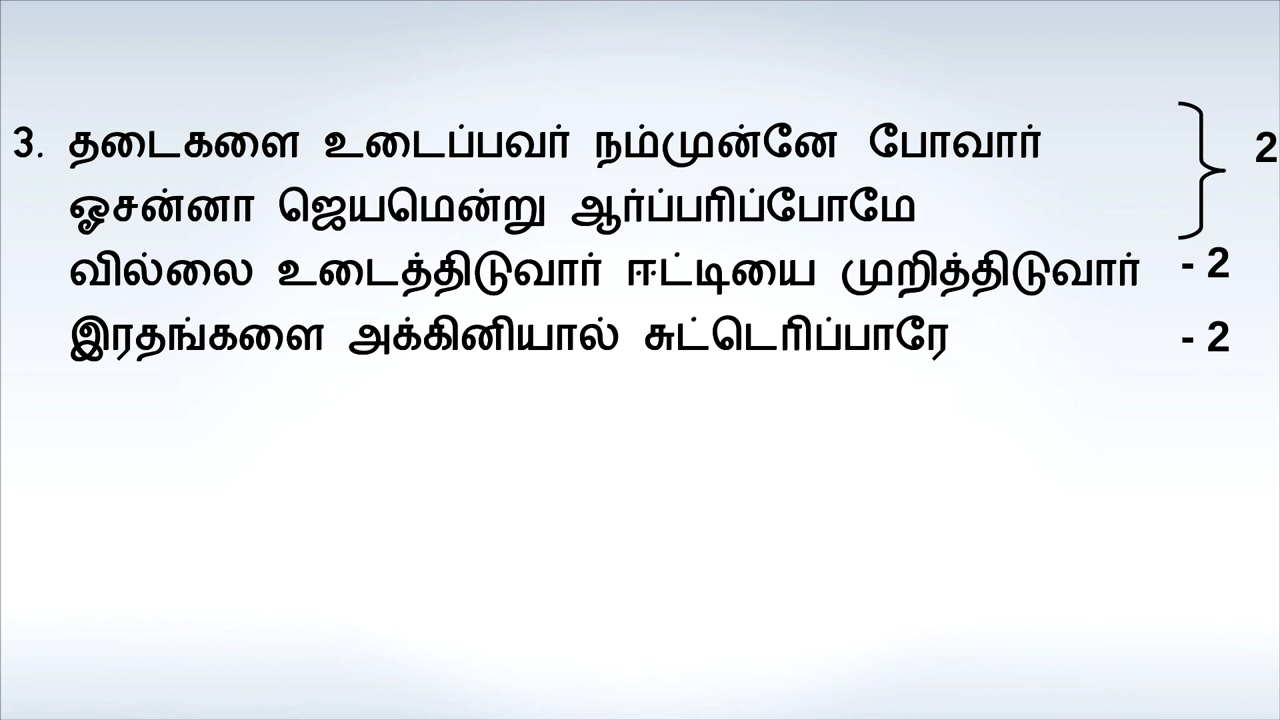 3. தடைகளை உடைப்பவர் நம்முன்னே போவார் 2
ஓசன்னா ஜெயமென்று ஆர்ப்பரிப்போமே
வில்லை உடைத்திடுவார் ஈட்டியை முறித்திடுவார் - 2
இரதங்களை அக்கினியால் சுட்டெரிப்பாரே - 2